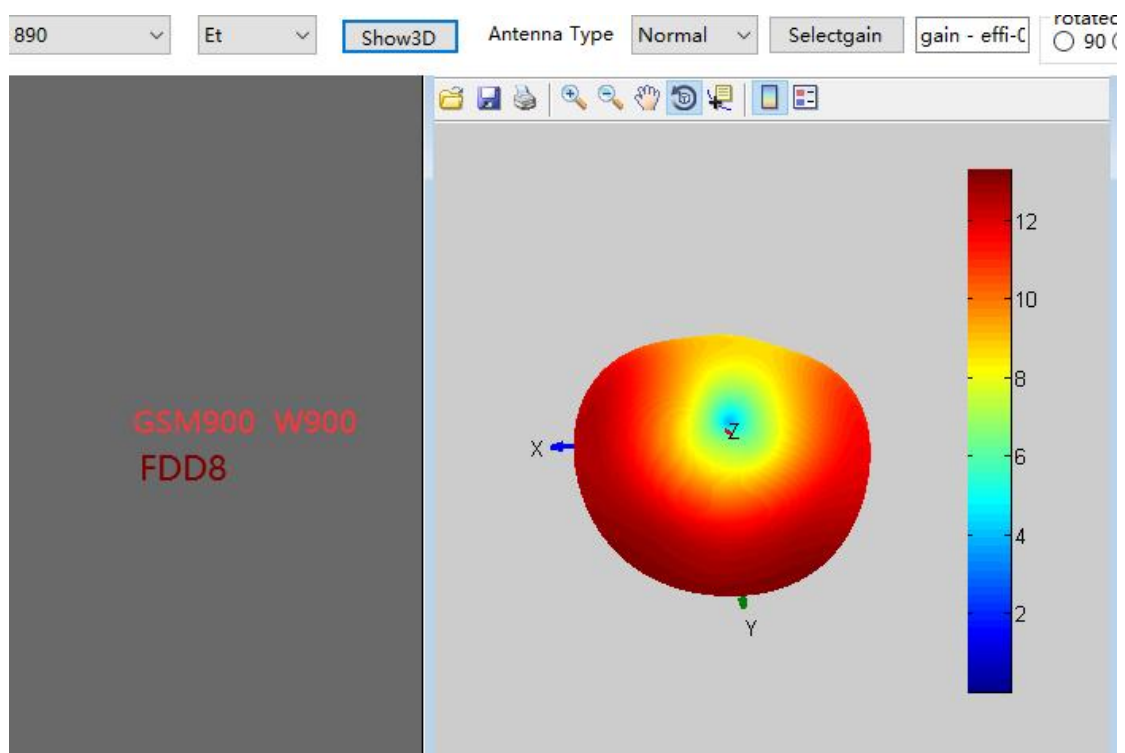 890 Et Show3D Antenna Type Normal Selectgain gain - effi- rotated
90
12
10
8
6
4
2
GSM900 W900
FDD8
X
Z
Y